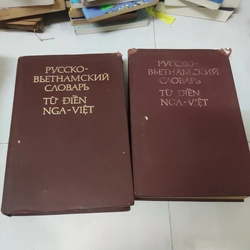 РУССКО-
ВЬЕТНАМСКИЙ
СЛОВАРЬ
TỪ ĐIỂN
NGA-VIỆT
РУССКО-
ВЬЕТНАМСКИЙ
СЛОВАРЬ
TỪ ĐIỂN
NGA-VIỆT